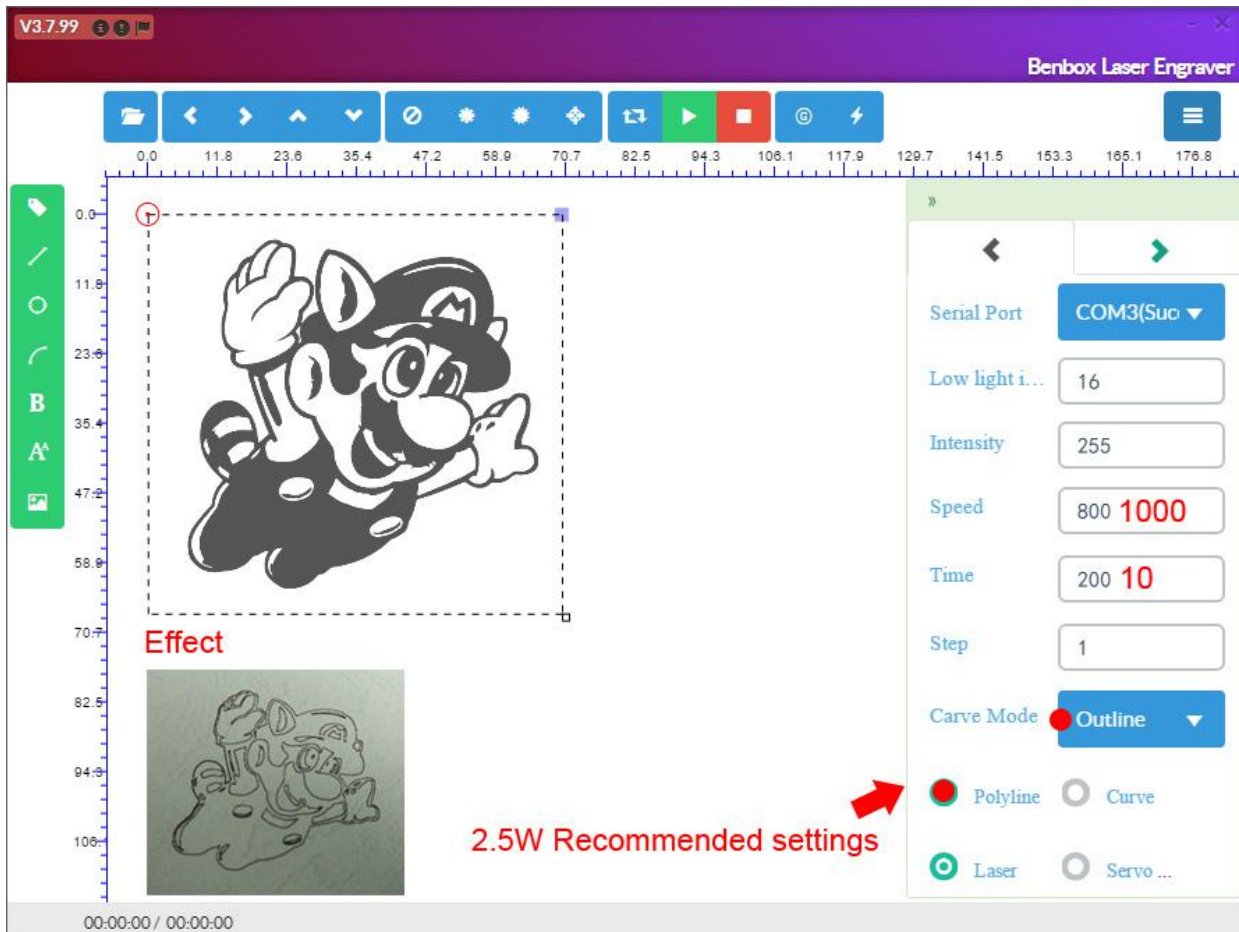 V3.7.99
Benbox Laser Engraver
0.0 11.8 23.6 35.4 47.2 58.9 70.7 82.5 94.3 106.1 117.9 129.7 141.5 153.3 165.1 176.8
0.0
11.8
23.6
35.4
47.2
58.9
70.7
82.5
94.3
106.1
B
AA
M
Effect
2.5W Recommended settings
»
Serial Port COM3(Suc
Low light i... 16
Intensity 255
Speed 800 1000
Time 200 10
Step 1
Carve Mode Outline
Polyline Curve
Laser Servo ...
00:00:00 / 00:00:00